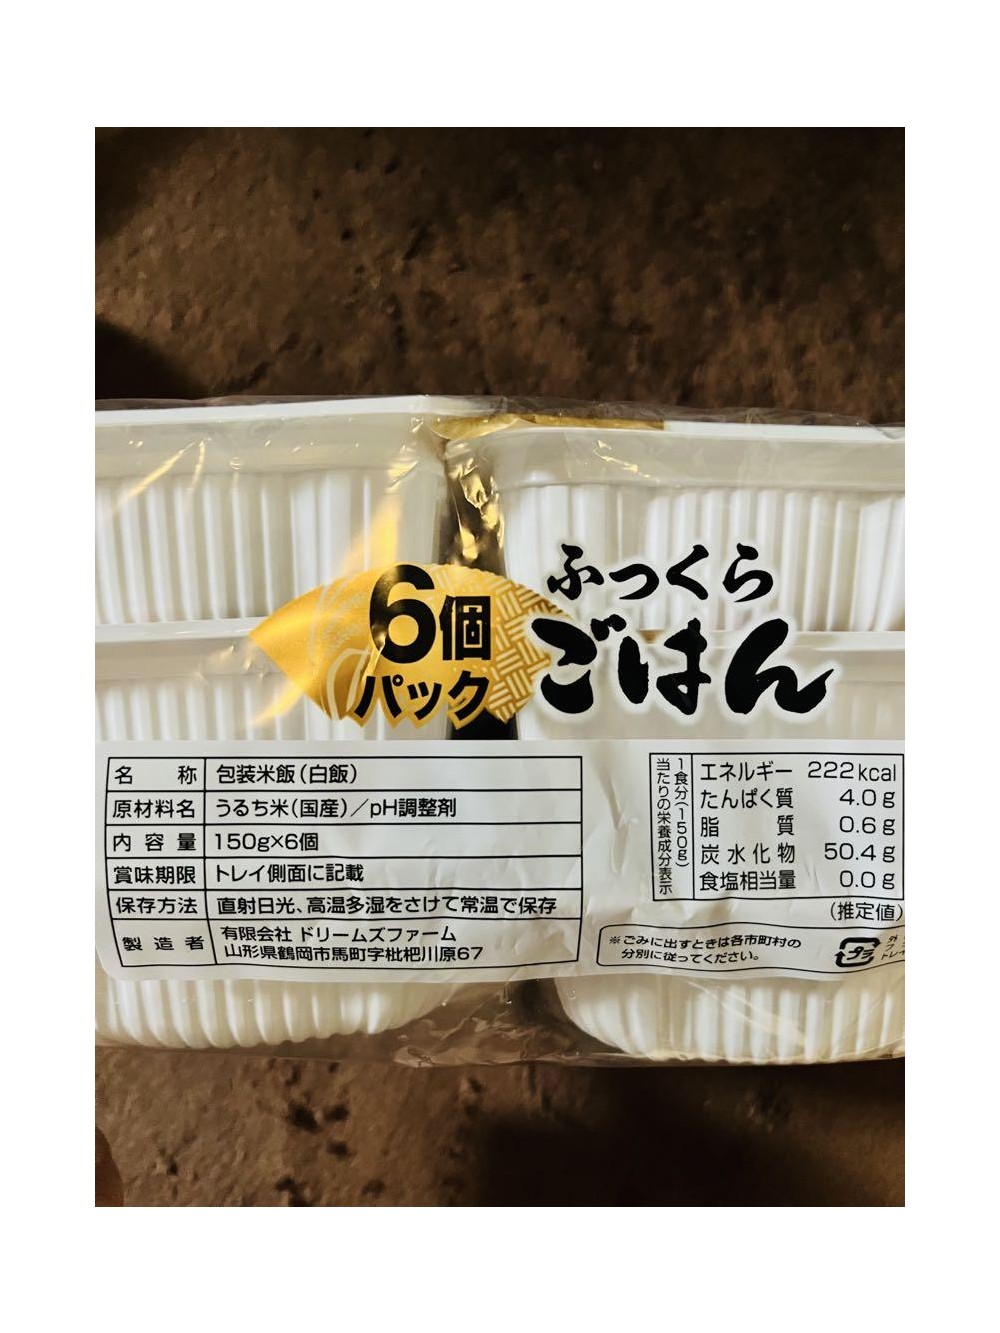 6個
パック
ふっくら
ごはん
名称 包装米飯(白飯)
原材料名 うるち米(国産)/pH調整剤
内容量 150g×6個
賞味期限 トレイ側面に記載
保存方法 直射日光、高温多湿をさけて常温で保存
製造者 有限会社 ドリームズファーム
山形県鶴岡市馬町字枇杷川原67
1食分(150g)
当たりの栄養成分表示
エネルギー 222kcal
たんぱく質 4.0g
脂質 0.6g
炭水化物 50.4g
食塩相当量 0.0g
(推定値)
※ごみに出すときは各市町村の
分別に従ってください。
プラ